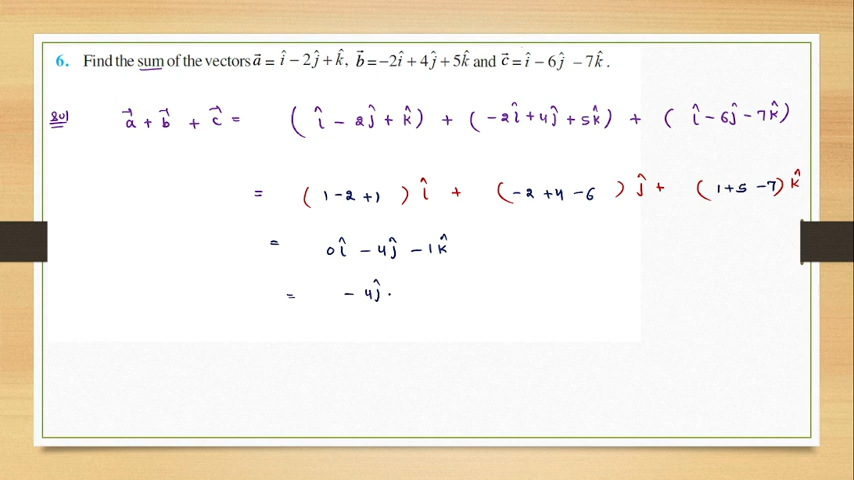 6. Find the sum of the vectors a⃗ = î − 2ĵ + k̂, b⃗ = −2î + 4ĵ + 5k̂ and c⃗ = î − 6ĵ − 7k̂.
Sol a⃗ + b⃗ + c⃗ = (î − 2ĵ + k̂) + (−2î + 4ĵ + 5k̂) + (î − 6ĵ − 7k̂)
= (1 − 2 + 1) î + (−2 + 4 − 6) ĵ + (1 + 5 − 7) k̂
= 0î − 4ĵ − 1k̂
= − 4ĵ .